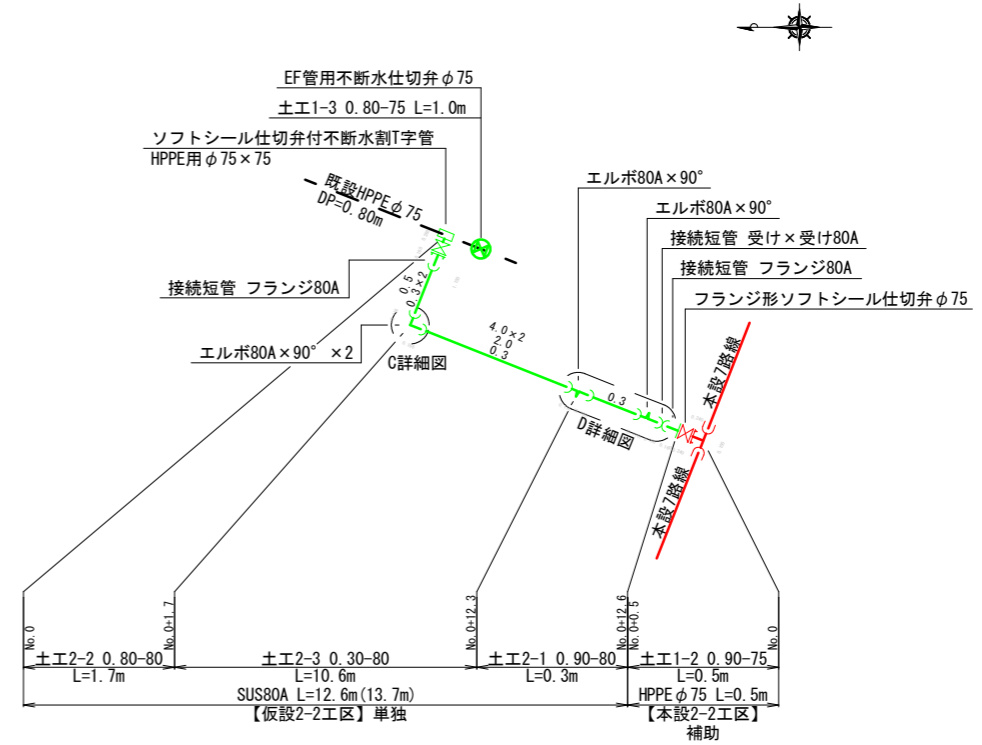 EF管用不断水仕切弁φ75
土工1-3 0.80-75 L=1.0m
ソフトシール仕切弁付不断水割T字管
HPPE用φ75×75
既設HPPEφ75
DP=0.80m
エルボ80A×90°
エルボ80A×90°
接続短管 受け×受け80A
接続短管 フランジ80A
フランジ形ソフトシール仕切弁φ75
接続短管 フランジ80A
0.5
0.3×2
エルボ80A×90° ×2
C詳細図
4.0×2
2.0
0.3
0.3
D詳細図
本設7路線
本設7路線
No.0
No.0+1.7
No.0+12.3
No.0+12.6
No.0+0.5
No.0
土工2-2 0.80-80
L=1.7m
土工2-3 0.30-80
L=10.6m
土工2-1 0.90-80
L=0.3m
土工1-2 0.90-75
L=0.5m
SUS80A L=12.6m(13.7m)
【仮設2-2工区】単独
HPPEφ75 L=0.5m
【本設2-2工区】
補助